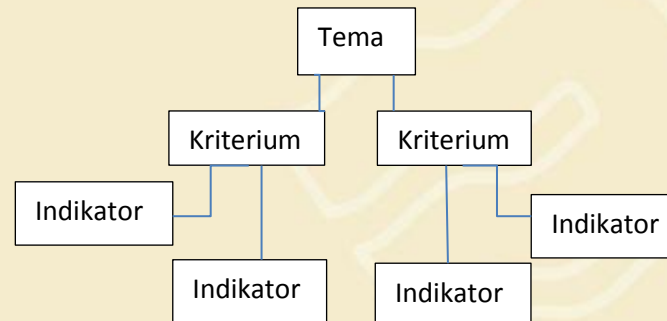 Tema
Kriterium
Kriterium
Indikator
Indikator
Indikator
Indikator